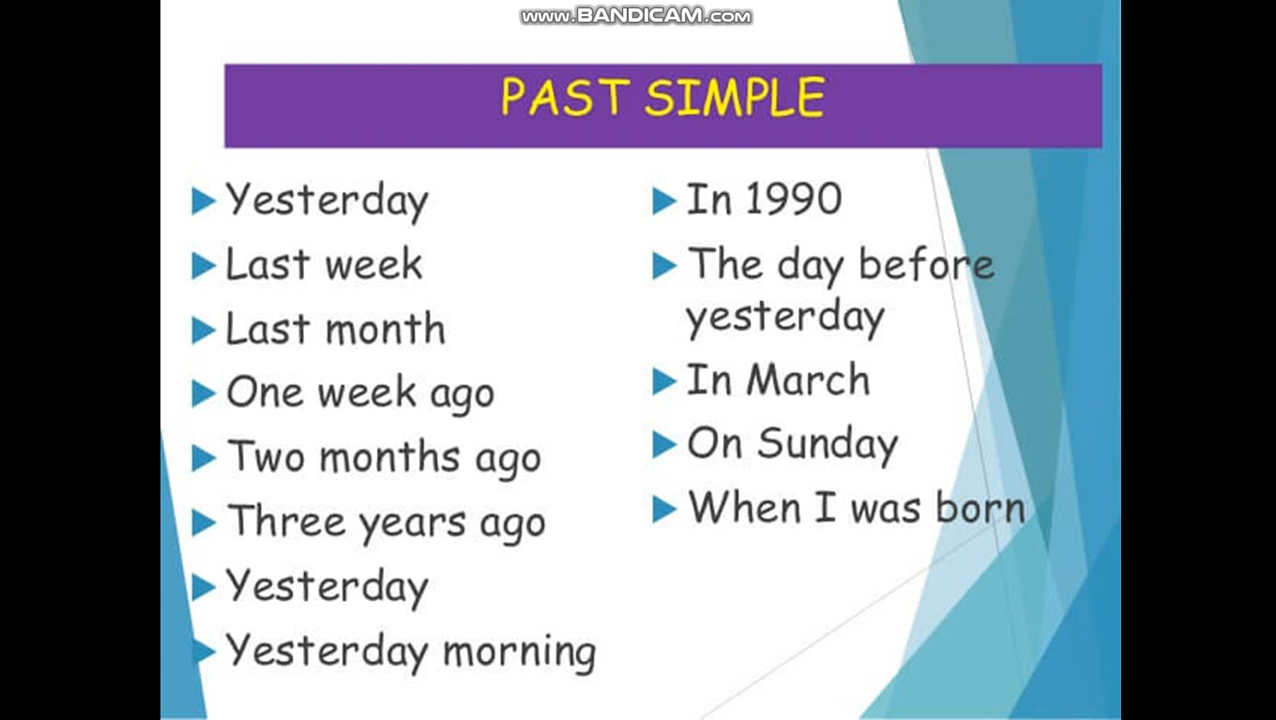 www.BANDICAM.com
PAST SIMPLE
Yesterday
Last week
Last month
One week ago
Two months ago
Three years ago
Yesterday
Yesterday morning
In 1990
The day before
yesterday
In March
On Sunday
When I was born